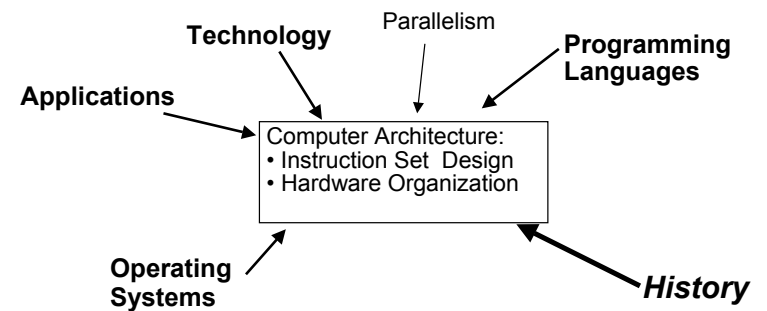 Parallelism
Technology
Programming
Languages
Applications
Computer Architecture:
• Instruction Set Design
• Hardware Organization
Operating
Systems
History